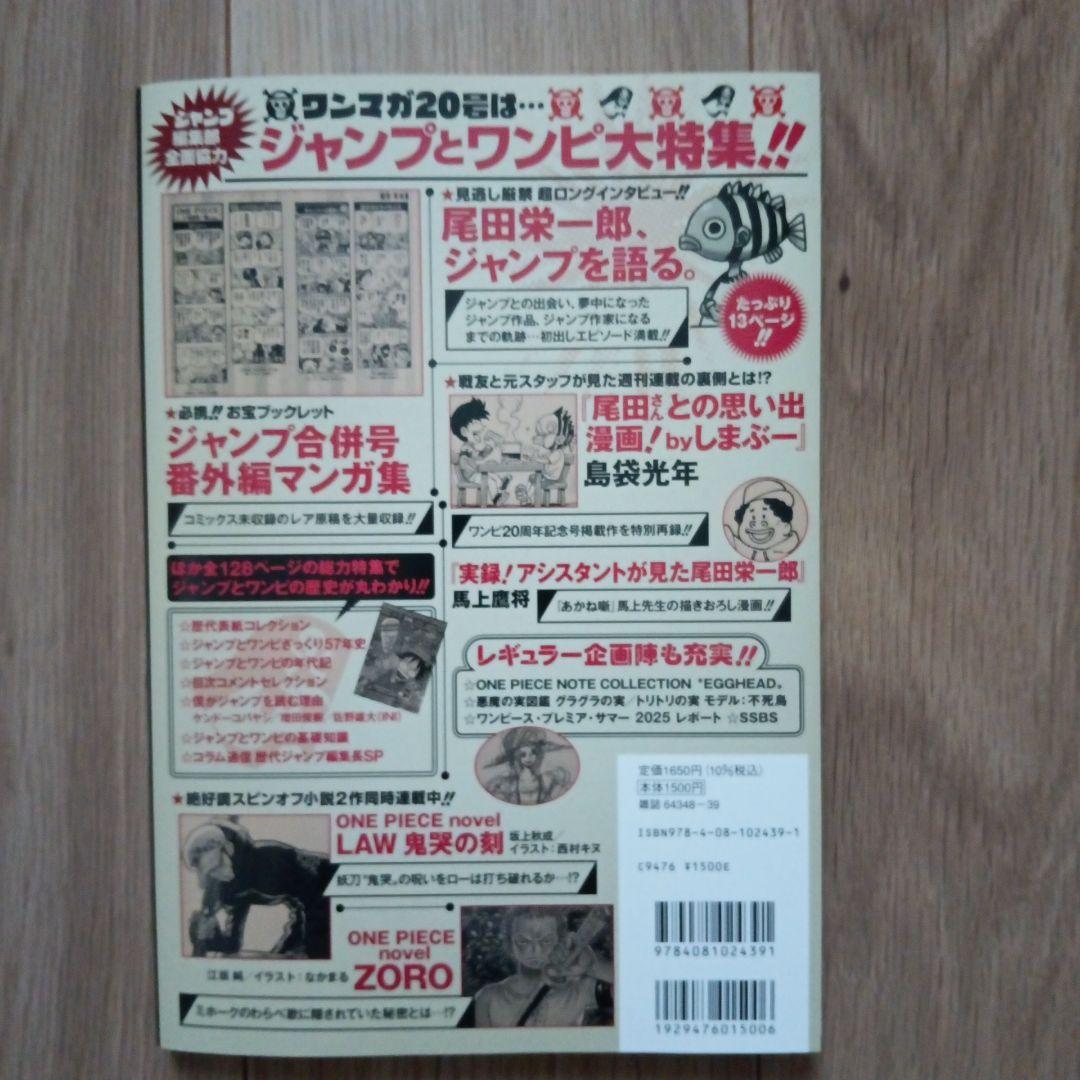 ジャンプ
編集部
全面協力
ワンマガ20号は…
ジャンプとワンピ大特集!!
★見逃し厳禁 超ロングインタビュー!!
尾田栄一郎、
ジャンプを語る。
ジャンプとの出会い、夢中になった
ジャンプ作品、ジャンプ作家になる
までの軌跡…初出しエピソード満載!!
たっぷり
13ページ
!!
★必携!! お宝ブックレット
ジャンプ合併号
番外編マンガ集
コミックス未収録のレア原稿を大量収録!!
★戦友と元スタッフが見た週刊連載の裏側とは!?
『尾田さんとの思い出
漫画! byしまぶー』
島袋光年
ワンピ20周年記念号掲載作を特別再録!!
『実録!アシスタントが見た尾田栄一郎』
馬上鷹将
『あかね噺』馬上先生の描きおろし漫画!!
ほか全128ページの総力特集で
ジャンプとワンピの歴史が丸わかり!!
☆歴代表紙コレクション
☆ジャンプとワンピざっくり57年史
☆ジャンプとワンピの年代記
☆目次コメントセレクション
☆僕がジャンプを読む理由
ケンドーコバヤシ/増田俊樹/佐野雄大(INI)
☆ジャンプとワンピの基礎知識
☆コラム通信 歴代ジャンプ編集長SP
レギュラー企画陣も充実!!
☆ONE PIECE NOTE COLLECTION "EGGHEAD"
☆悪魔の実図鑑 グラグラの実/トリトリの実 モデル:不死鳥
☆ワンピース・プレミア・サマー 2025 レポート ☆SSBS
★絶好調スピンオフ小説2作同時連載中!!
ONE PIECE novel
LAW 鬼哭の刻
坂上秋成/
イラスト:西村キヌ
妖刀"鬼哭"の呪いをローは打ち破れるか…!?
ONE PIECE
novel
ZORO
江坂 純/イラスト:なかまる
ミホークのわらべ歌に隠されていた秘密とは…!?
定価1650円(10%税込)
本体1500円
雑誌 64348-39
ISBN978-4-08-102439-1
C9476 ¥1500E
9784081024391
1929476015006